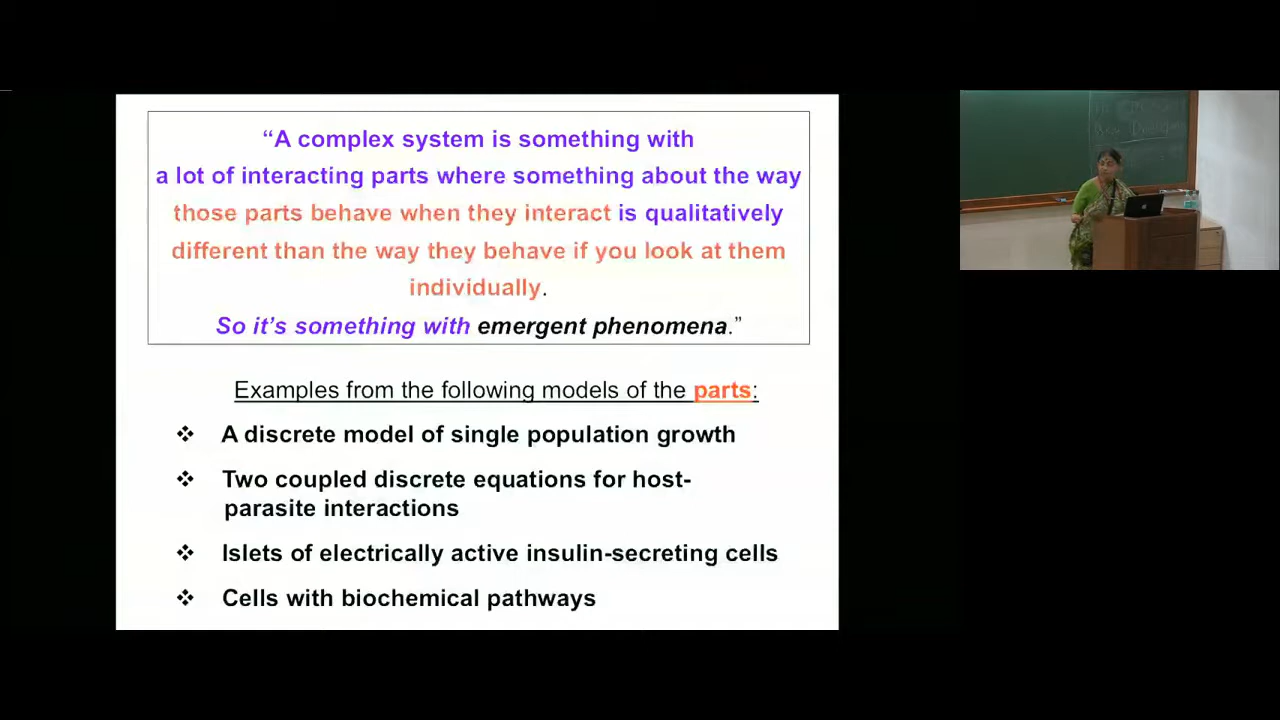 “A complex system is something with
a lot of interacting parts where something about the way
those parts behave when they interact is qualitatively
different than the way they behave if you look at them
individually.
So it’s something with emergent phenomena.”
Examples from the following models of the parts:
❖ A discrete model of single population growth
❖ Two coupled discrete equations for host-
parasite interactions
❖ Islets of electrically active insulin-secreting cells
❖ Cells with biochemical pathways